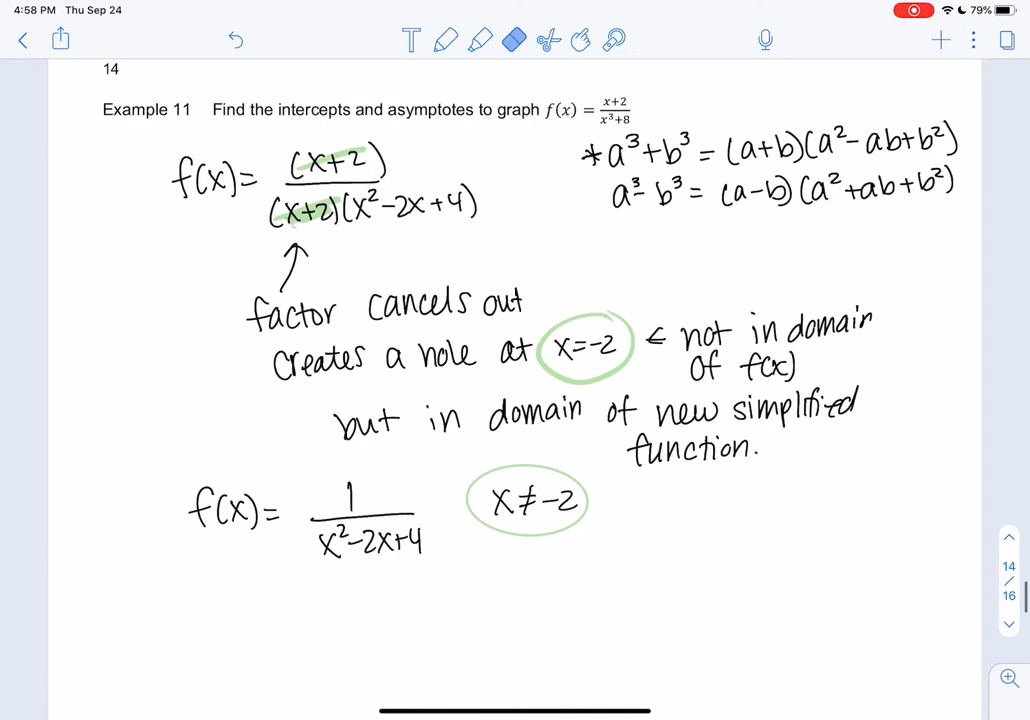 4:58 PM Thu Sep 24
79%
T
14
Example 11 Find the intercepts and asymptotes to graph f(x) = (x+2)/(x³+8)
*a³+b³ = (a+b)(a²-ab+b²)
a³-b³ = (a-b)(a²+ab+b²)
f(x)= (x+2)/((x+2)(x²-2x+4))
factor cancels out
creates a hole at x=-2 ← not in domain
of f(x)
but in domain of new simplified
function.
f(x)= 1/(x²-2x+4) x≠-2
14
/
16